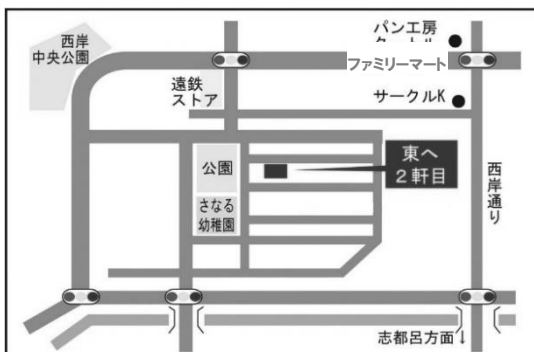 西岸
中央公園
パン工房
ファミリーマート
遠鉄
ストア
サークルK
公園
東へ
2軒目
さなる
幼稚園
西岸通り
志都呂方面↓